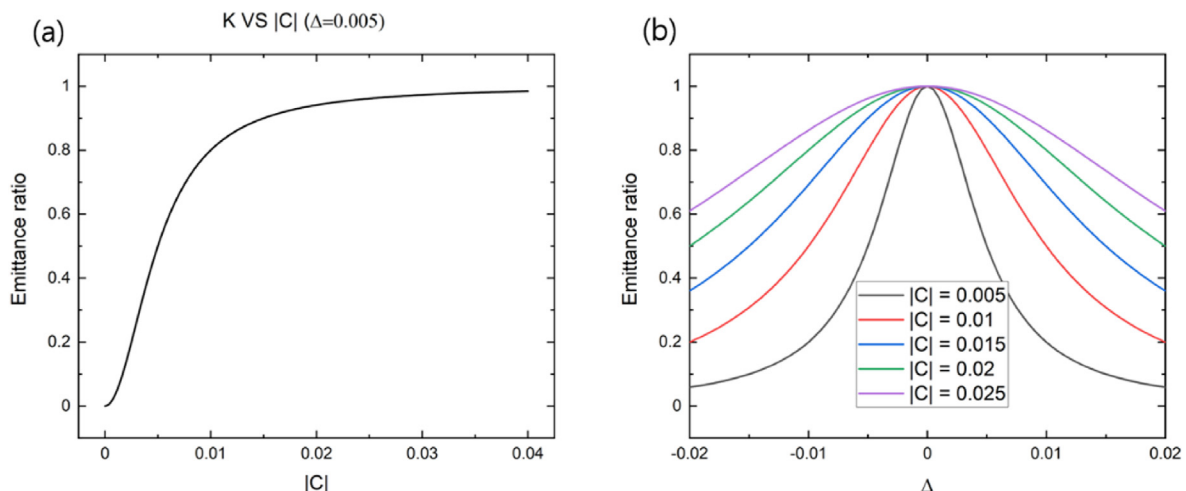 K VS |C| (Δ=0.005)
(a)
Emittance ratio
1
0.8
0.6
0.4
0.2
0
0
0.01
0.02
0.03
0.04
|C|
(b)
Emittance ratio
1
0.8
0.6
0.4
0.2
0
|C| = 0.005
|C| = 0.01
|C| = 0.015
|C| = 0.02
|C| = 0.025
-0.02
-0.01
0
0.01
0.02
Δ